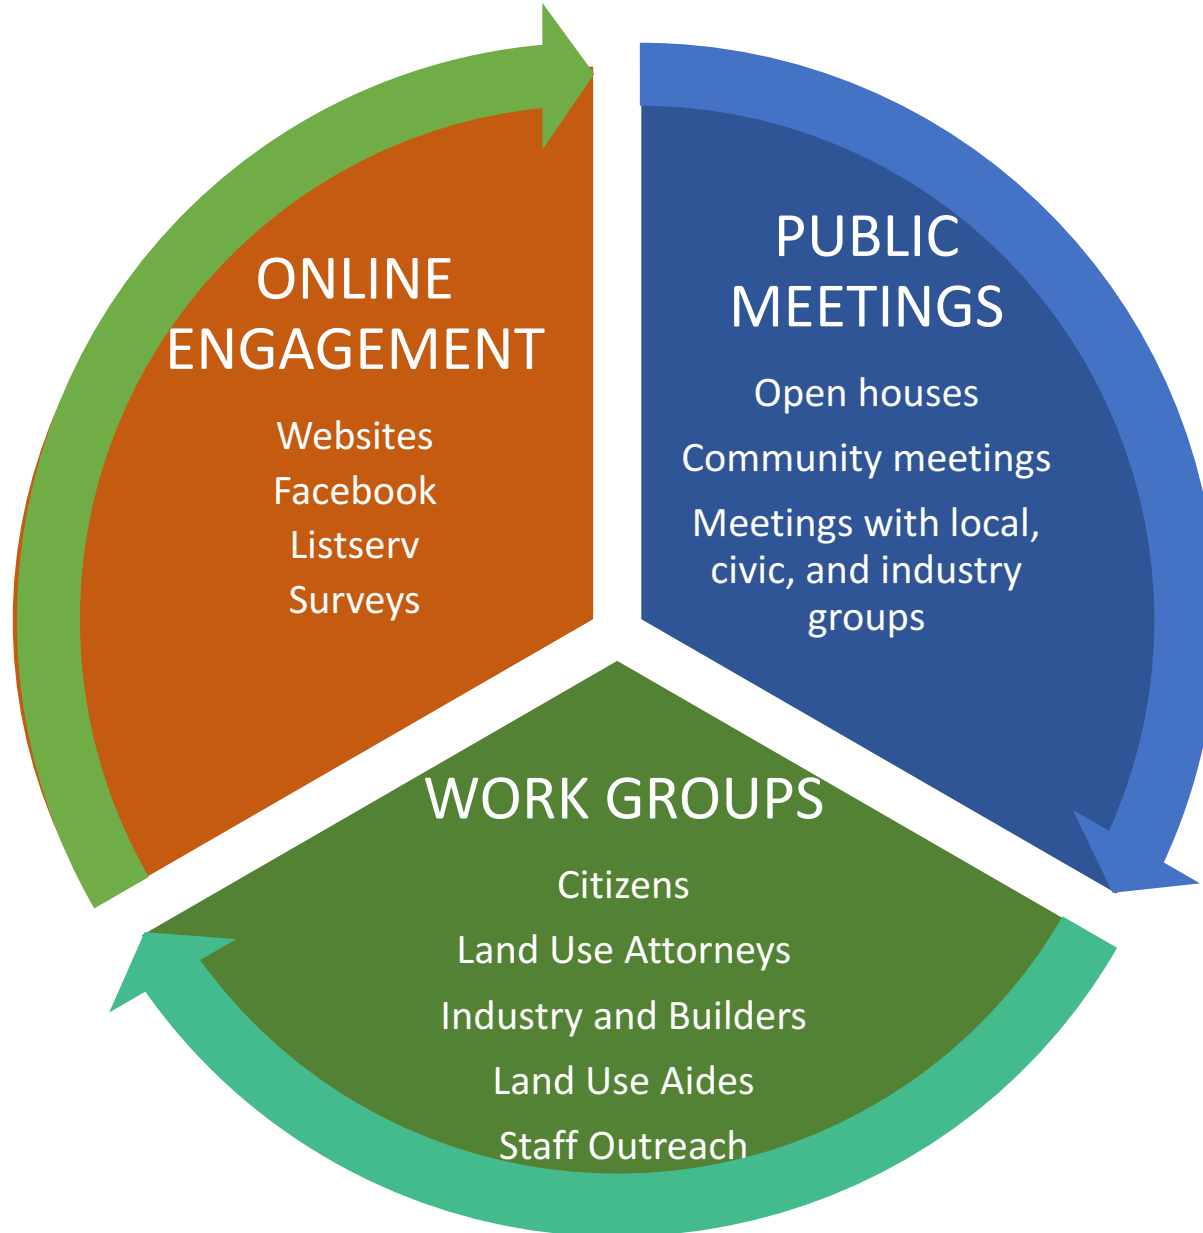 ONLINE
ENGAGEMENT
Websites
Facebook
Listserv
Surveys
PUBLIC
MEETINGS
Open houses
Community meetings
Meetings with local,
civic, and industry
groups
WORK GROUPS
Citizens
Land Use Attorneys
Industry and Builders
Land Use Aides
Staff Outreach